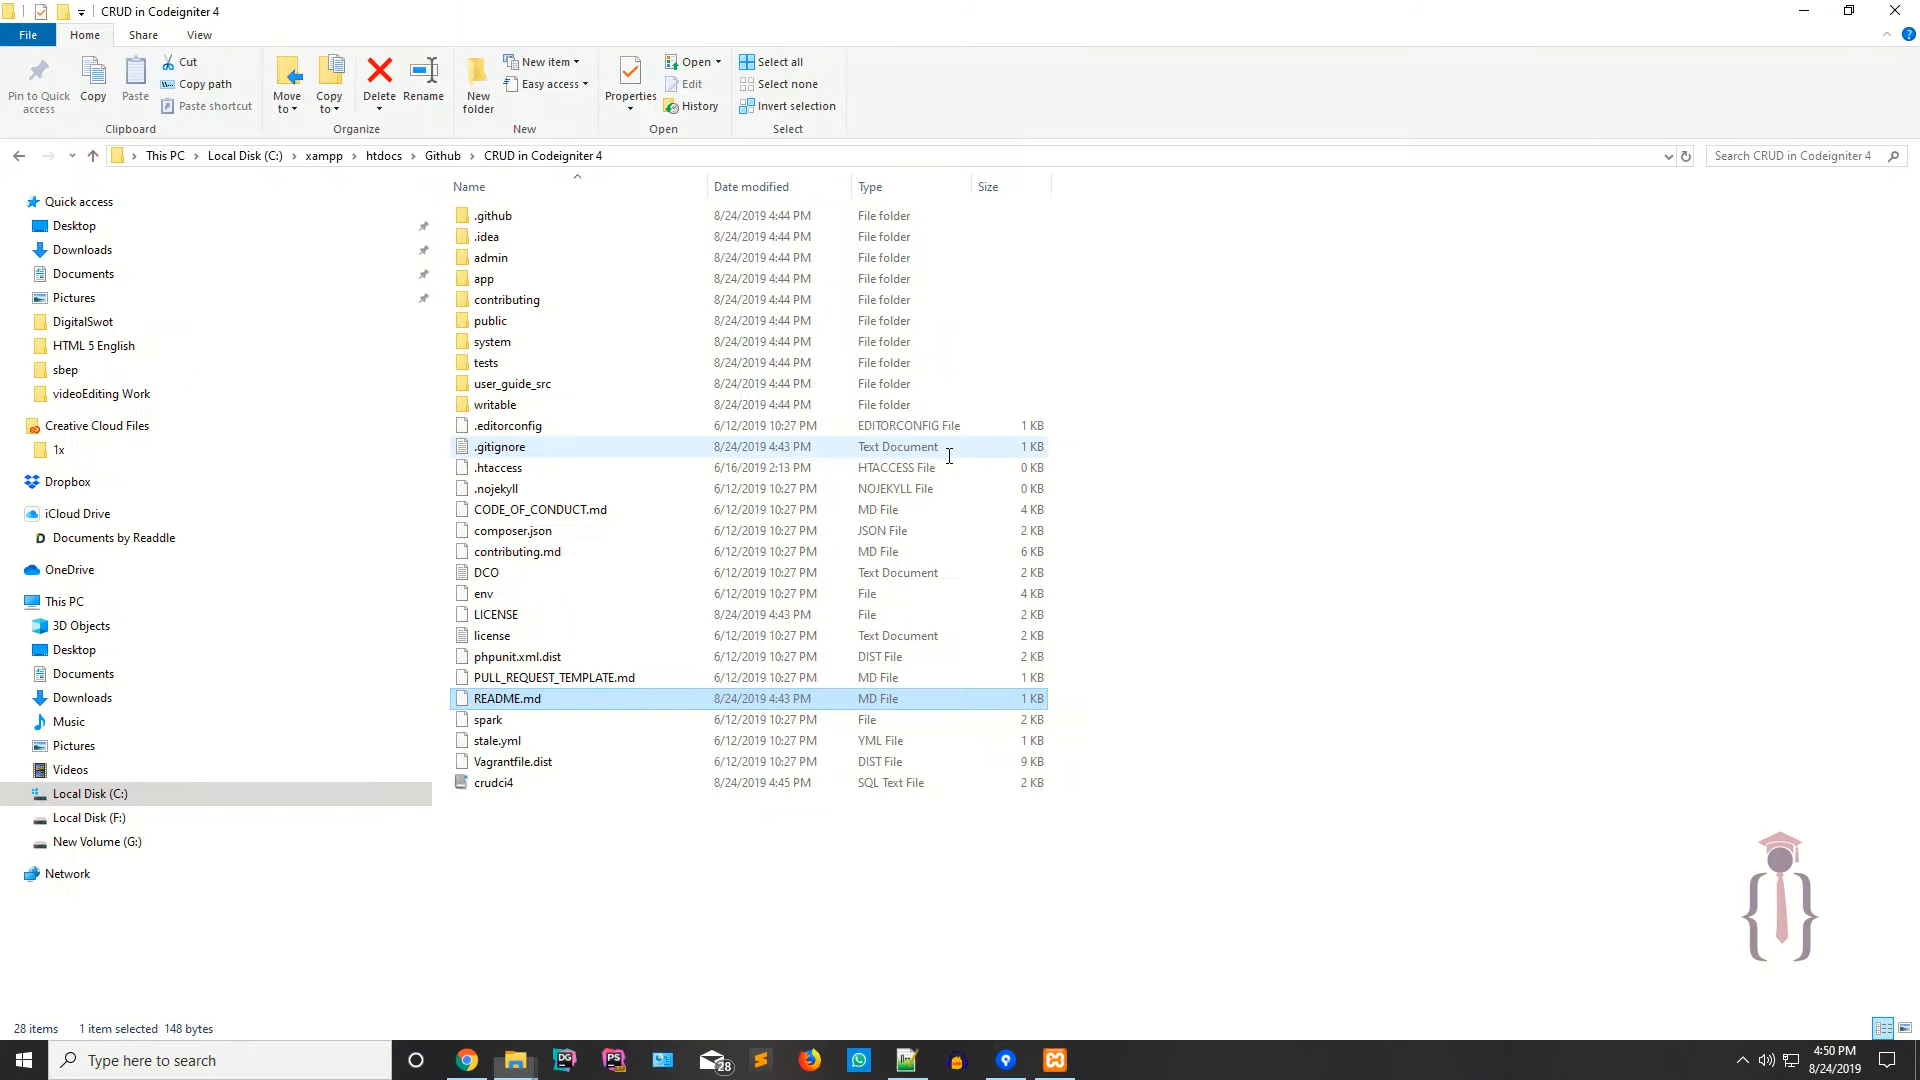 CRUD in Codeigniter 4
File Home Share View
Pin to Quick access
Copy
Paste
Cut
Copy path
Paste shortcut
Clipboard
Move to
Copy to
Delete
Rename
Organize
New folder
New item
Easy access
New
Properties
Open
Edit
History
Open
Select all
Select none
Invert selection
Select
This PC > Local Disk (C:) > xampp > htdocs > Github > CRUD in Codeigniter 4
Search CRUD in Codeigniter 4
Quick access
Desktop
Downloads
Documents
Pictures
DigitalSwot
HTML 5 English
sbep
videoEditing Work
Creative Cloud Files
1x
Dropbox
iCloud Drive
Documents by Readdle
OneDrive
This PC
3D Objects
Desktop
Documents
Downloads
Music
Pictures
Videos
Local Disk (C:)
Local Disk (F:)
New Volume (G:)
Network
Name Date modified Type Size
.github 8/24/2019 4:44 PM File folder
.idea 8/24/2019 4:44 PM File folder
admin 8/24/2019 4:44 PM File folder
app 8/24/2019 4:44 PM File folder
contributing 8/24/2019 4:44 PM File folder
public 8/24/2019 4:44 PM File folder
system 8/24/2019 4:44 PM File folder
tests 8/24/2019 4:44 PM File folder
user_guide_src 8/24/2019 4:44 PM File folder
writable 8/24/2019 4:44 PM File folder
.editorconfig 6/12/2019 10:27 PM EDITORCONFIG File 1 KB
.gitignore 8/24/2019 4:43 PM Text Document 1 KB
.htaccess 6/16/2019 2:13 PM HTACCESS File 0 KB
.nojekyll 6/12/2019 10:27 PM NOJEKYLL File 0 KB
CODE_OF_CONDUCT.md 6/12/2019 10:27 PM MD File 4 KB
composer.json 6/12/2019 10:27 PM JSON File 2 KB
contributing.md 6/12/2019 10:27 PM MD File 6 KB
DCO 6/12/2019 10:27 PM Text Document 2 KB
env 6/12/2019 10:27 PM File 4 KB
LICENSE 8/24/2019 4:43 PM File 2 KB
license 6/12/2019 10:27 PM Text Document 2 KB
phpunit.xml.dist 6/12/2019 10:27 PM DIST File 2 KB
PULL_REQUEST_TEMPLATE.md 6/12/2019 10:27 PM MD File 1 KB
README.md 8/24/2019 4:43 PM MD File 1 KB
spark 6/12/2019 10:27 PM File 2 KB
stale.yml 6/12/2019 10:27 PM YML File 1 KB
Vagrantfile.dist 6/12/2019 10:27 PM DIST File 9 KB
crudci4 8/24/2019 4:45 PM SQL Text File 2 KB
28 items 1 item selected 148 bytes
Type here to search
DG
PS
28
4:50 PM
8/24/2019